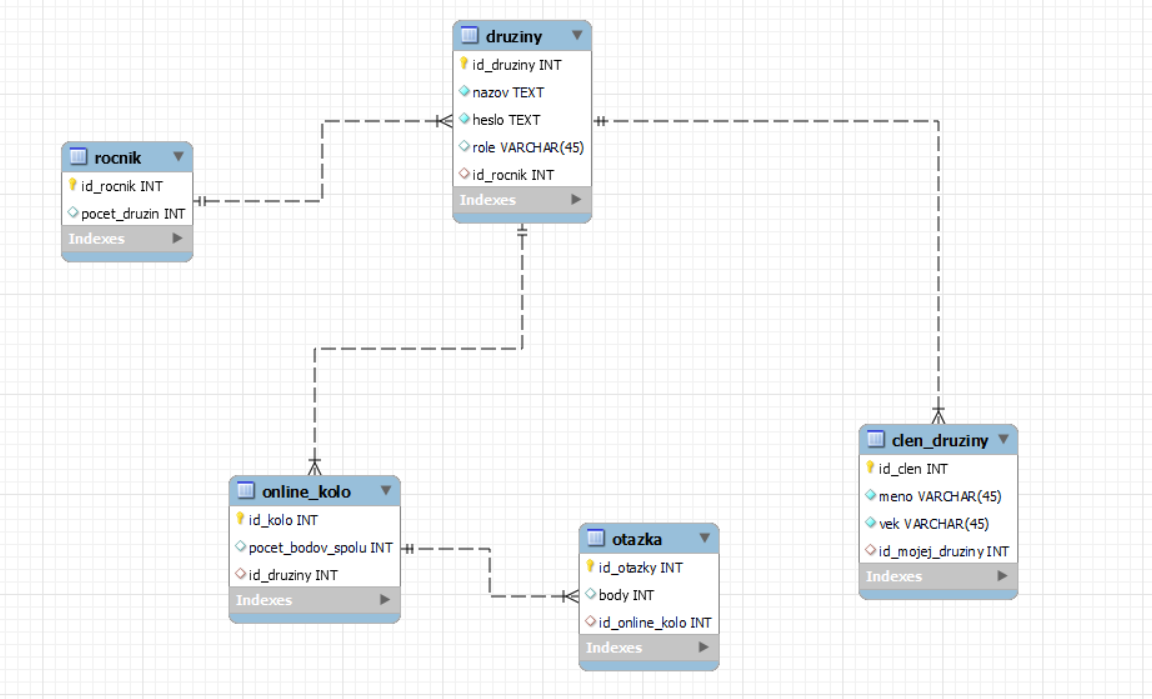 druziny
id_druziny INT
nazov TEXT
heslo TEXT
role VARCHAR(45)
id_rocnik INT
Indexes
rocnik
id_rocnik INT
pocet_druzin INT
Indexes
clen_druziny
id_clen INT
meno VARCHAR(45)
vek VARCHAR(45)
id_mojej_druziny INT
Indexes
online_kolo
id_kolo INT
pocet_bodov_spolu INT
id_druziny INT
Indexes
otazka
id_otazky INT
body INT
id_online_kolo INT
Indexes